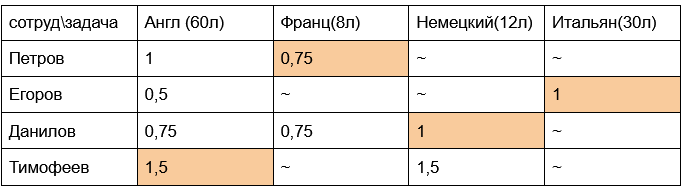 сотруд\задача Англ (60л) Франц(8л) Немецкий(12л) Итальян(30л)
Петров 1 0,75 ~ ~
Егоров 0,5 ~ ~ 1
Данилов 0,75 0,75 1 ~
Тимофеев 1,5 ~ 1,5 ~